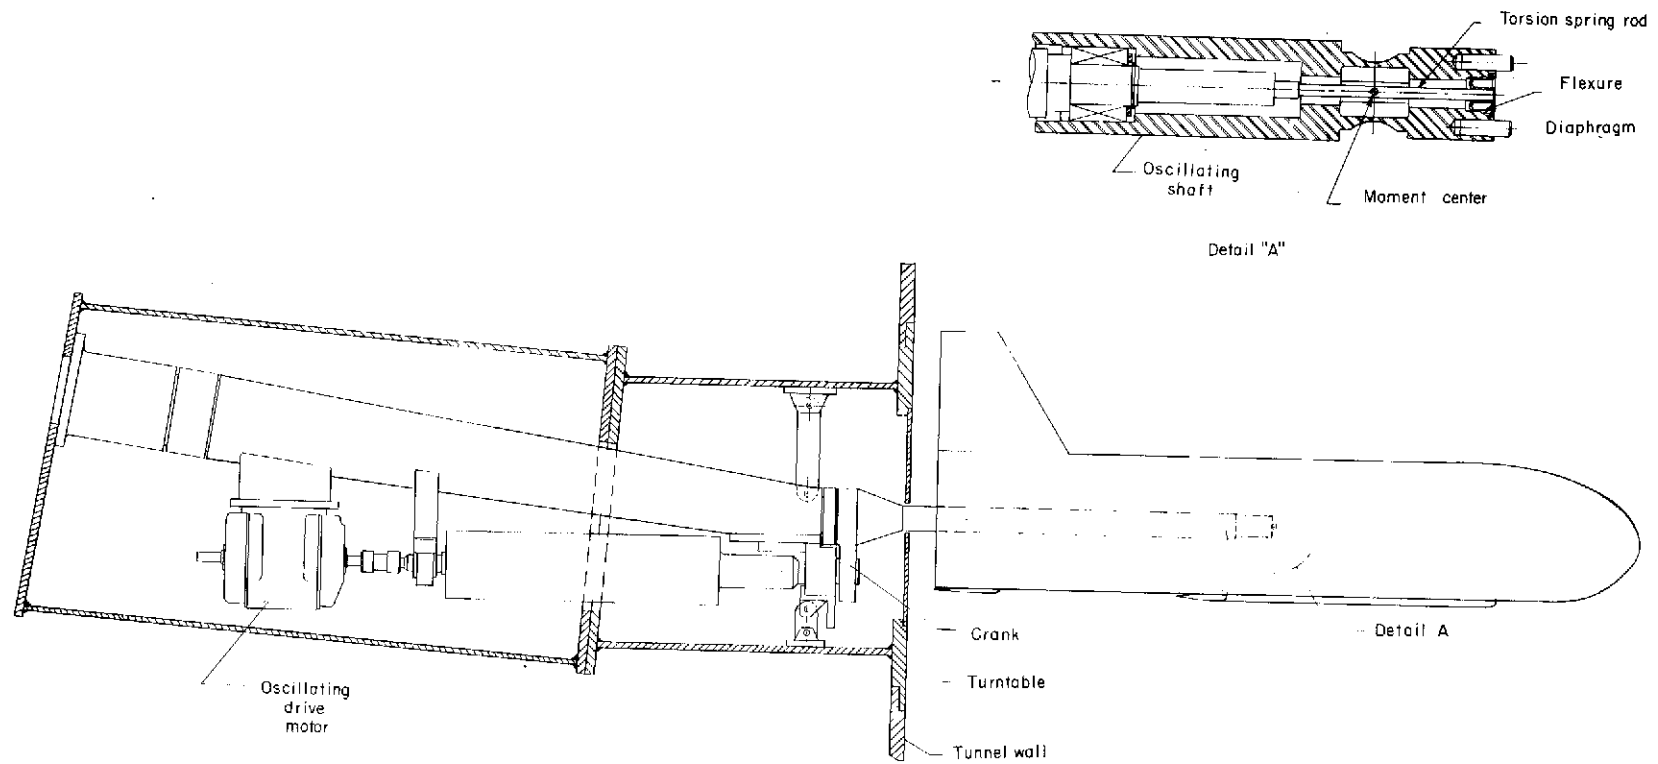 Torsion spring rod
Flexure
Diaphragm
Oscillating
shaft
Moment center
Detail "A"
Crank
Detail A
Turntable
Oscillating
drive
motor
Tunnel wall